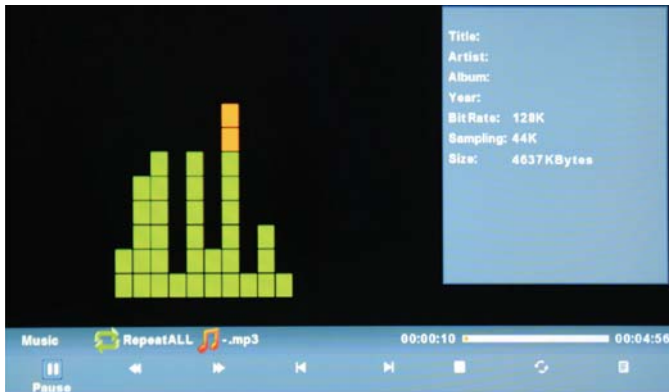 Title:
Artist:
Album:
Year:
Bit Rate: 128K
Sampling: 44K
Size: 4637KBytes
Music RepeatALL -.mp3 00:00:10 00:04:56
Pause